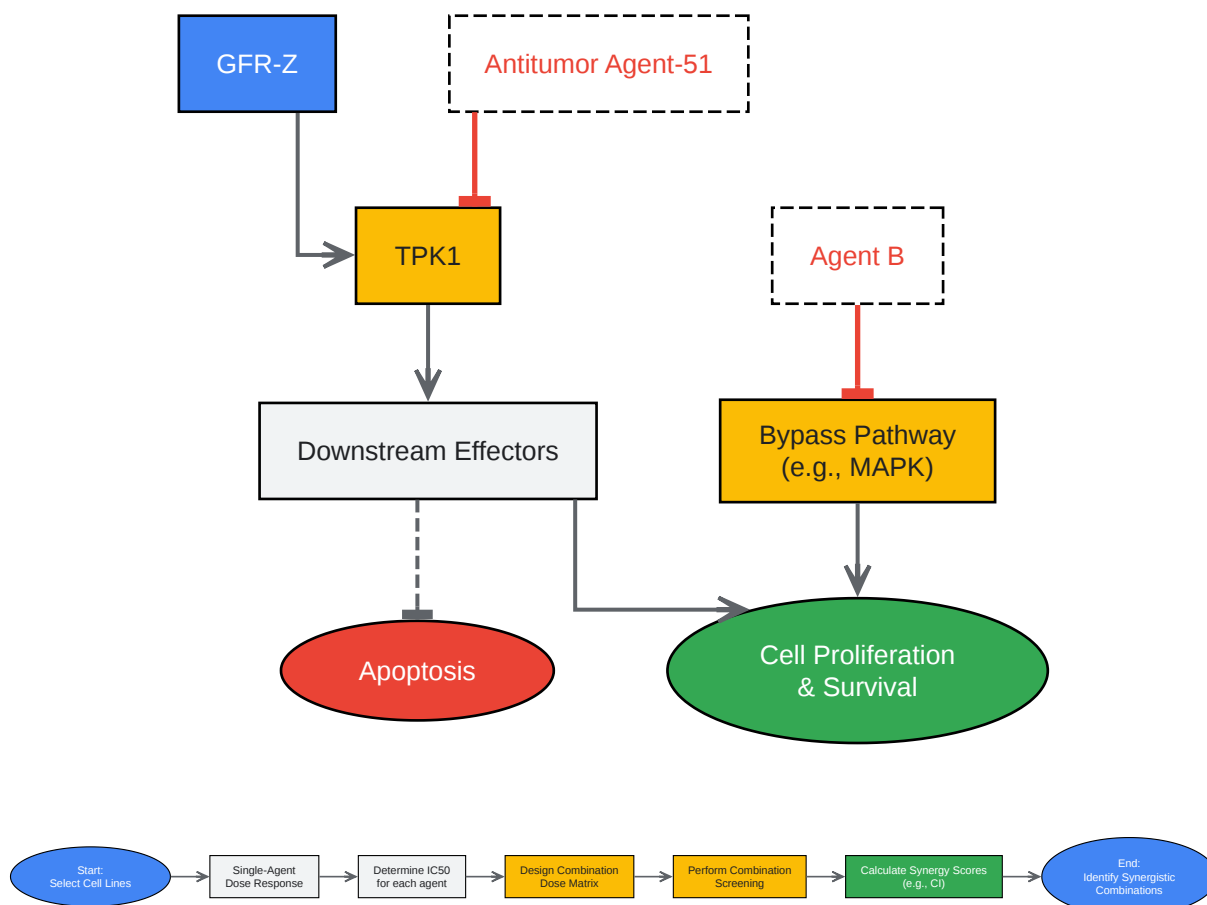 GFR-Z
Antitumor Agent-51
TPK1
Agent B
Downstream Effectors
Bypass Pathway
(e.g., MAPK)
Apoptosis
Cell Proliferation
& Survival
Start:
Select Cell Lines
Single-Agent
Dose Response
Determine IC50
for each agent
Design Combination
Dose Matrix
Perform Combination
Screening
Calculate Synergy Scores
(e.g., CI)
End:
Identify Synergistic
Combinations